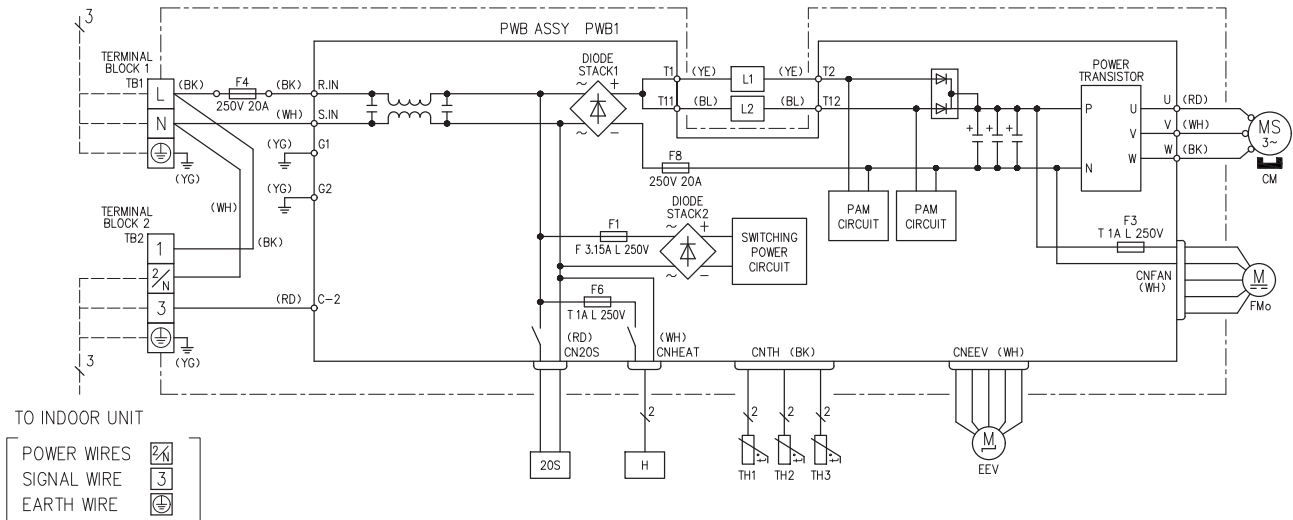 3
PWB ASSY PWB1
TERMINAL
BLOCK 1
TB1
L
N
(BK)
F4
250V 20A
(BK)
R.IN
(WH)
S.IN
(YG)
G1
(YG)
(YG)
G2
(WH)
(BK)
TERMINAL
BLOCK 2
TB2
1
2/N
3
(RD)
C-2
(YG)
3
DIODE
STACK1
~
+
~
−
T1
(YE)
L1
(YE)
T2
T11
(BL)
L2
(BL)
T12
F8
250V 20A
DIODE
STACK2
F1
F 3.15A L 250V
~
+
~
−
SWITCHING
POWER
CIRCUIT
F6
T 1A L 250V
PAM
CIRCUIT
PAM
CIRCUIT
+
+
+
POWER
TRANSISTOR
P
N
U
V
W
U
(RD)
V
(WH)
W
(BK)
MS
3~
CM
F3
T 1A L 250V
CNFAN
(WH)
M
FMo
(RD)
CN20S
(WH)
CNHEAT
CNTH (BK)
CNEEV (WH)
2
2
2
2
20S
H
t
t
t
TH1
TH2
TH3
M
EEV
TO INDOOR UNIT
POWER WIRES 2/N
SIGNAL WIRE 3
EARTH WIRE